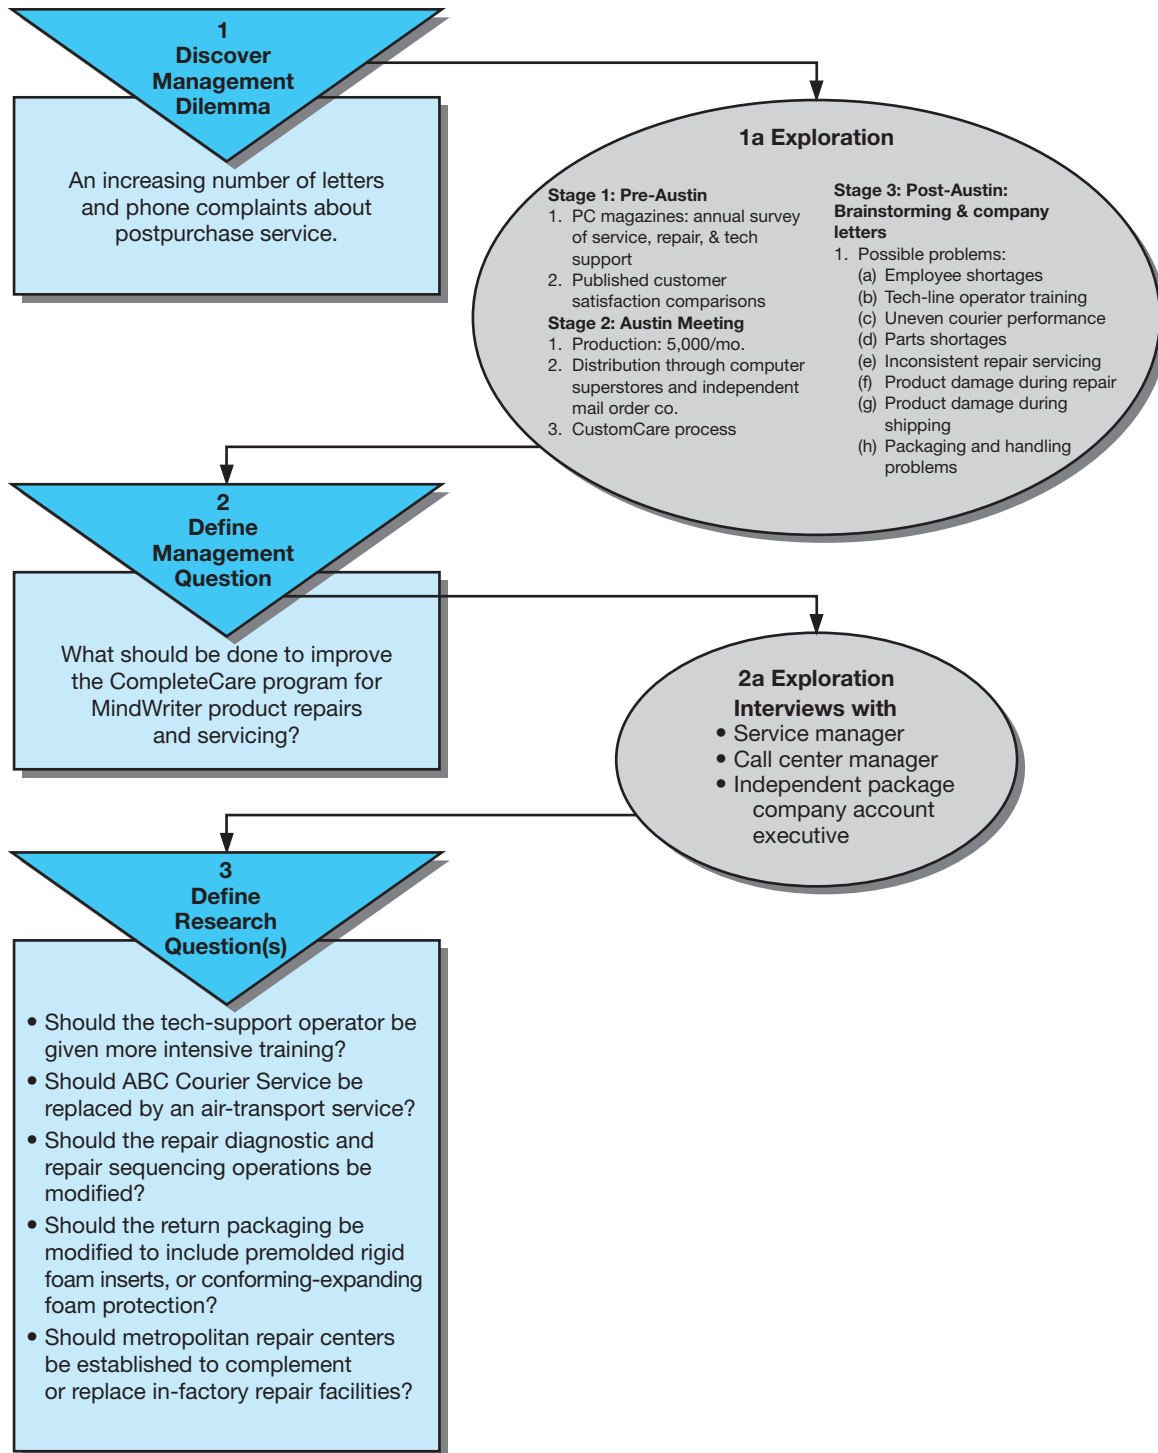 1
Discover
Management
Dilemma
An increasing number of letters
and phone complaints about
postpurchase service.
1a Exploration
Stage 1: Pre-Austin
1. PC magazines: annual survey
of service, repair, & tech
support
2. Published customer
satisfaction comparisons
Stage 2: Austin Meeting
1. Production: 5,000/mo.
2. Distribution through computer
superstores and independent
mail order co.
3. CustomCare process
Stage 3: Post-Austin:
Brainstorming & company
letters
1. Possible problems:
(a) Employee shortages
(b) Tech-line operator training
(c) Uneven courier performance
(d) Parts shortages
(e) Inconsistent repair servicing
(f) Product damage during repair
(g) Product damage during
shipping
(h) Packaging and handling
problems
2
Define
Management
Question
What should be done to improve
the CompleteCare program for
MindWriter product repairs
and servicing?
2a Exploration
Interviews with
• Service manager
• Call center manager
• Independent package
company account
executive
3
Define
Research
Question(s)
• Should the tech-support operator be
given more intensive training?
• Should ABC Courier Service be
replaced by an air-transport service?
• Should the repair diagnostic and
repair sequencing operations be
modified?
• Should the return packaging be
modified to include premolded rigid
foam inserts, or conforming-expanding
foam protection?
• Should metropolitan repair centers
be established to complement
or replace in-factory repair facilities?